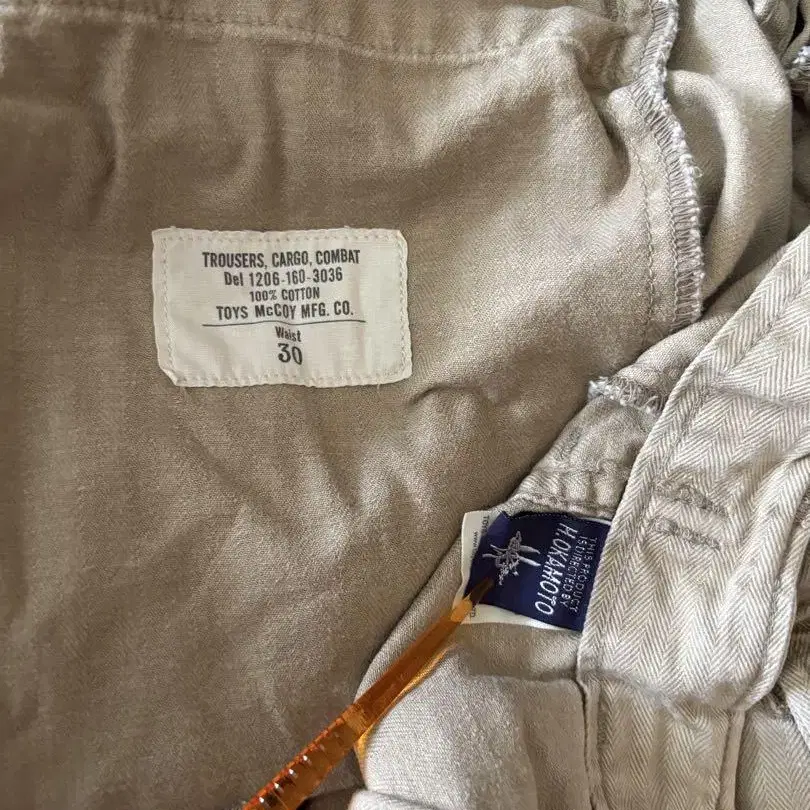 TROUSERS, CARGO, COMBAT
Del 1206-160-3036
100% COTTON
TOYS McCOY MFG. CO.
Waist
30
THIS PRODUCT
IS DIRECTED BY
H.OKAMOTO